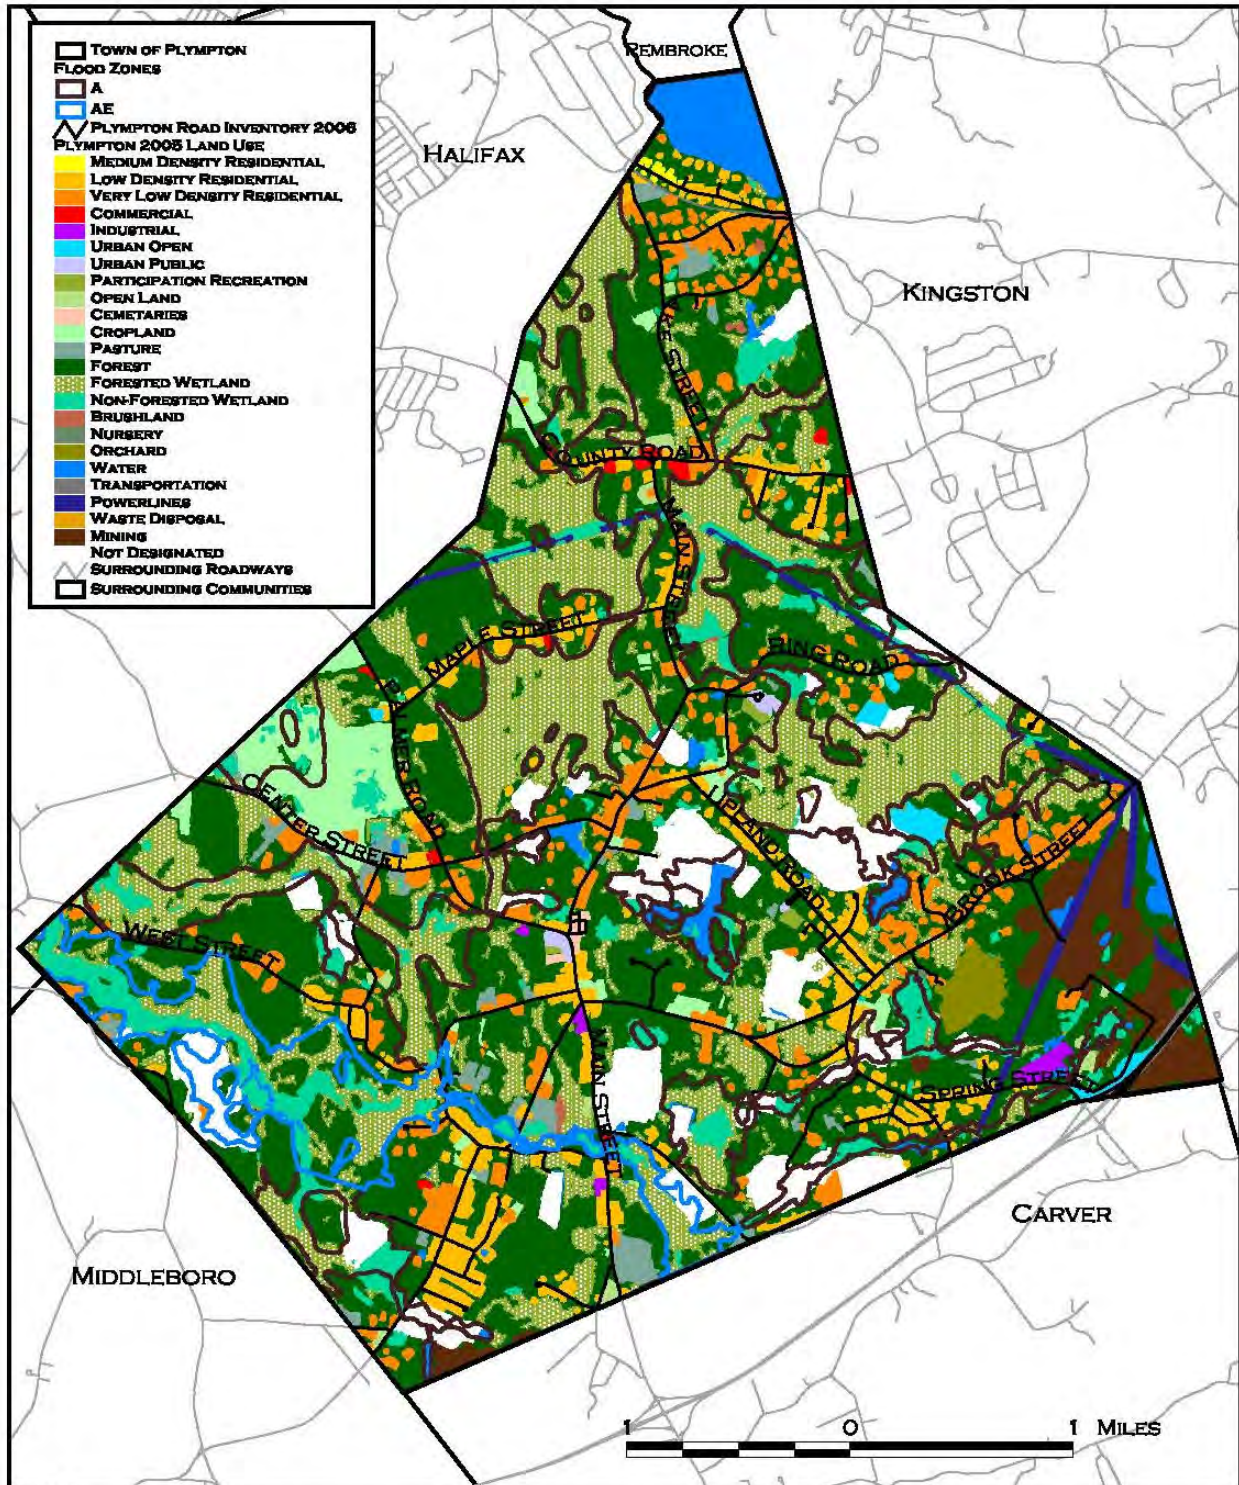 TOWN OF PLYMPTON
FLOOD ZONES
A
AE
PLYMPTON ROAD INVENTORY 2006
PLYMPTON 2005 LAND USE
MEDIUM DENSITY RESIDENTIAL
LOW DENSITY RESIDENTIAL
VERY LOW DENSITY RESIDENTIAL
COMMERCIAL
INDUSTRIAL
URBAN OPEN
URBAN PUBLIC
PARTICIPATION RECREATION
OPEN LAND
CEMETARIES
CROPLAND
PASTURE
FOREST
FORESTED WETLAND
NON-FORESTED WETLAND
BRUSHLAND
NURSERY
ORCHARD
WATER
TRANSPORTATION
POWERLINES
WASTE DISPOSAL
MINING
NOT DESIGNATED
SURROUNDING ROADWAYS
SURROUNDING COMMUNITIES
PEMBROKE
HALIFAX
KINGSTON
LAKE STREET
COUNTY ROAD
MAIN STREET
MAPLE STREET
RING ROAD
PALMER ROAD
CENTER STREET
UPLAND ROAD
BROOK STREET
WEST STREET
MAIN STREET
SPRING STREET
CARVER
MIDDLEBORO
1 0 1 MILES